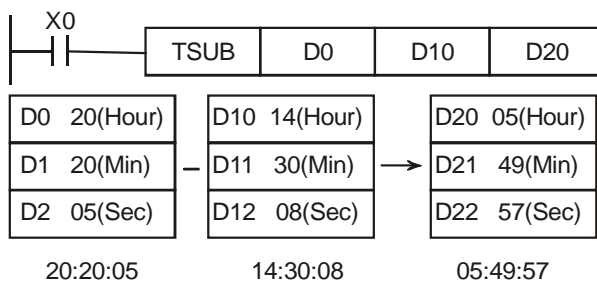 X0
TSUB D0 D10 D20
D0 20(Hour) D10 14(Hour) D20 05(Hour)
D1 20(Min) – D11 30(Min) → D21 49(Min)
D2 05(Sec) D12 08(Sec) D22 57(Sec)
20:20:05 14:30:08 05:49:57